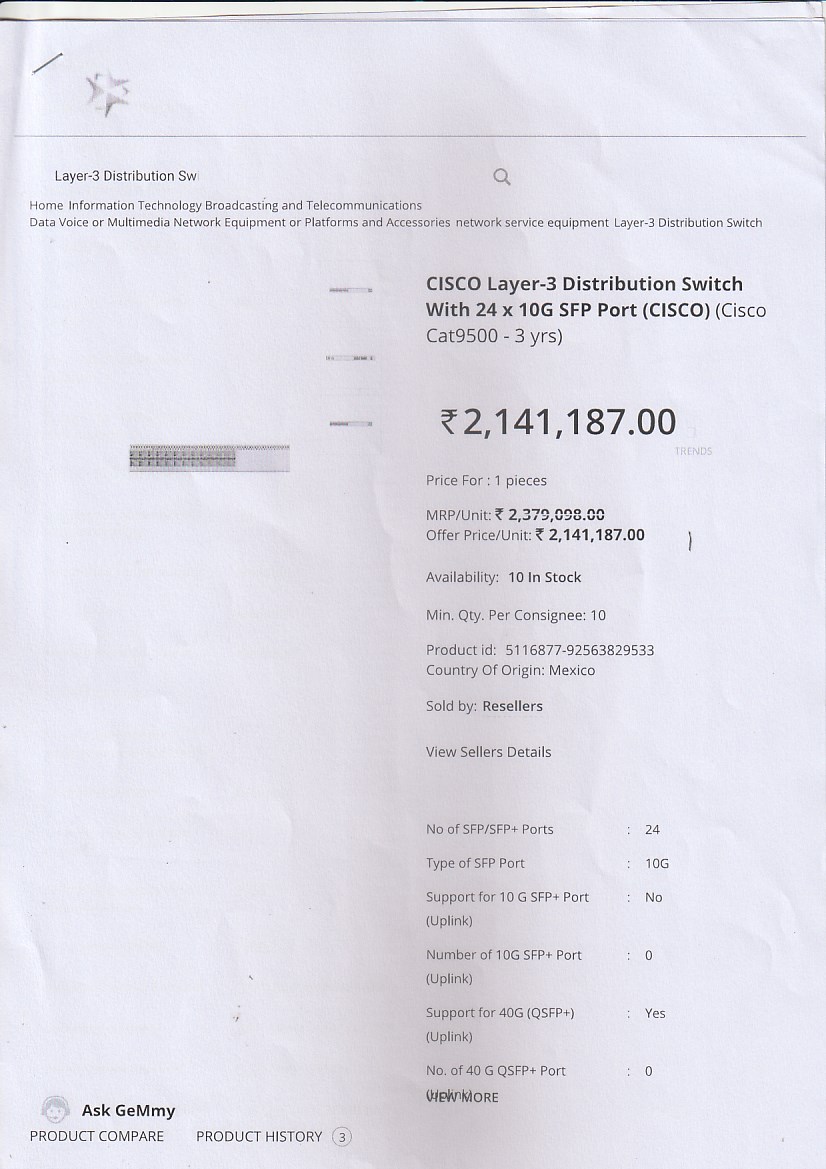 Layer-3 Distribution Sw
Home Information Technology Broadcasting and Telecommunications
Data Voice or Multimedia Network Equipment or Platforms and Accessories network service equipment Layer-3 Distribution Switch
CISCO Layer-3 Distribution Switch
With 24 x 10G SFP Port (CISCO) (Cisco
Cat9500 - 3 yrs)
₹2,141,187.00
TRENDS
Price For : 1 pieces
MRP/Unit: ₹ 2,379,098.00
Offer Price/Unit: ₹ 2,141,187.00
Availability: 10 In Stock
Min. Qty. Per Consignee: 10
Product id: 5116877-92563829533
Country Of Origin: Mexico
Sold by: Resellers
View Sellers Details
No of SFP/SFP+ Ports : 24
Type of SFP Port : 10G
Support for 10 G SFP+ Port : No
(Uplink)
Number of 10G SFP+ Port : 0
(Uplink)
Support for 40G (QSFP+) : Yes
(Uplink)
No. of 40 G QSFP+ Port : 0
(Uplink)
VIEW MORE
Ask GeMmy
PRODUCT COMPARE PRODUCT HISTORY 3